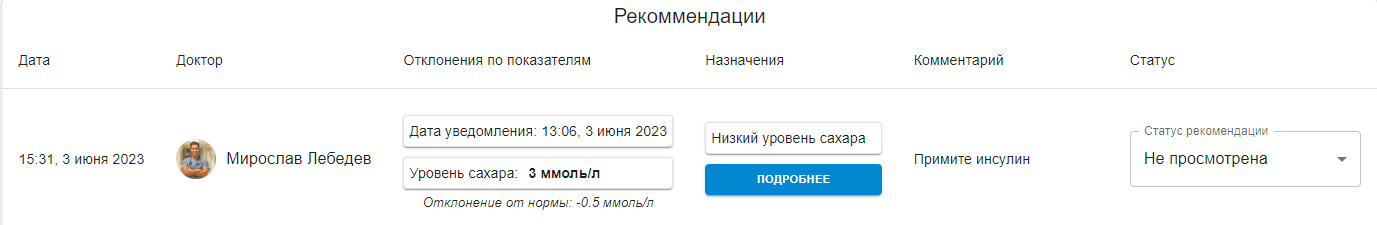 Рекоммендации
Дата Доктор Отклонения по показателям Назначения Комментарий Статус
Дата уведомления: 13:06, 3 июня 2023
Низкий уровень сахара
Статус рекомендации
15:31, 3 июня 2023 Мирослав Лебедев Примите инсулин Не просмотрена
Уровень сахара: 3 ммоль/л
ПОДРОБНЕЕ
Отклонение от нормы: -0.5 ммоль/л